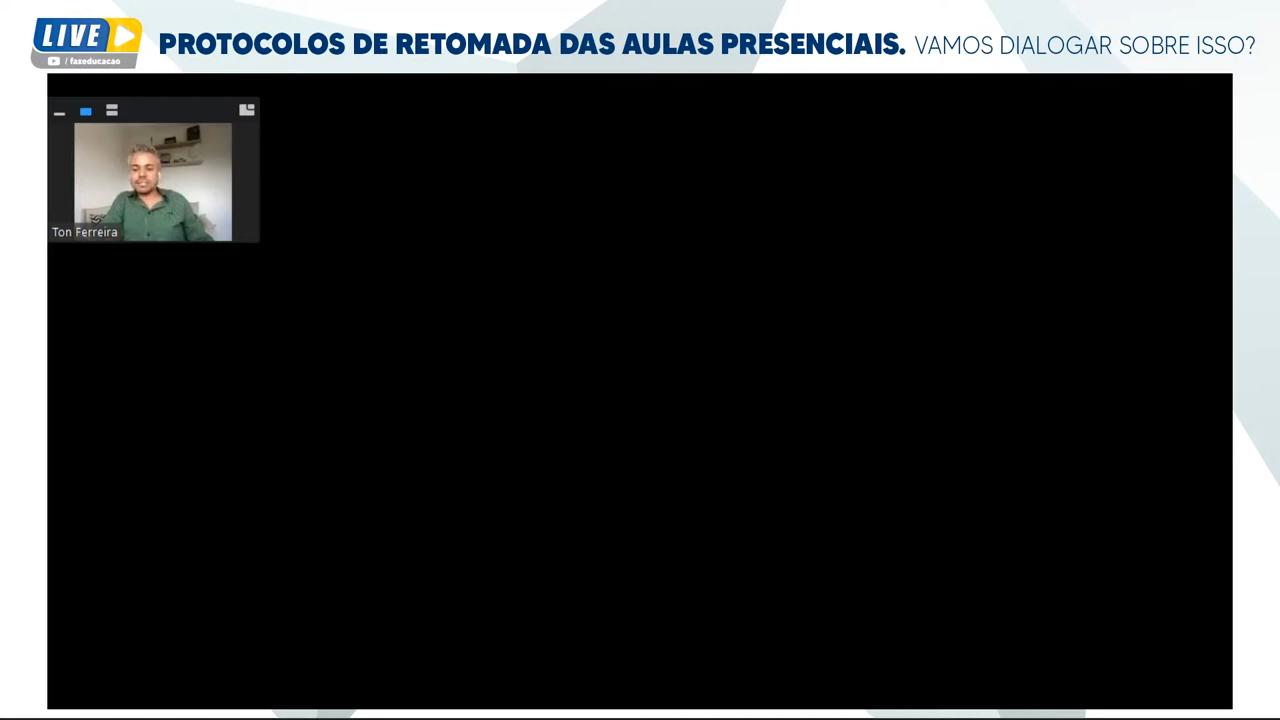 LIVE
/ fazeducacao
PROTOCOLOS DE RETOMADA DAS AULAS PRESENCIAIS. VAMOS DIALOGAR SOBRE ISSO?
Ton Ferreira